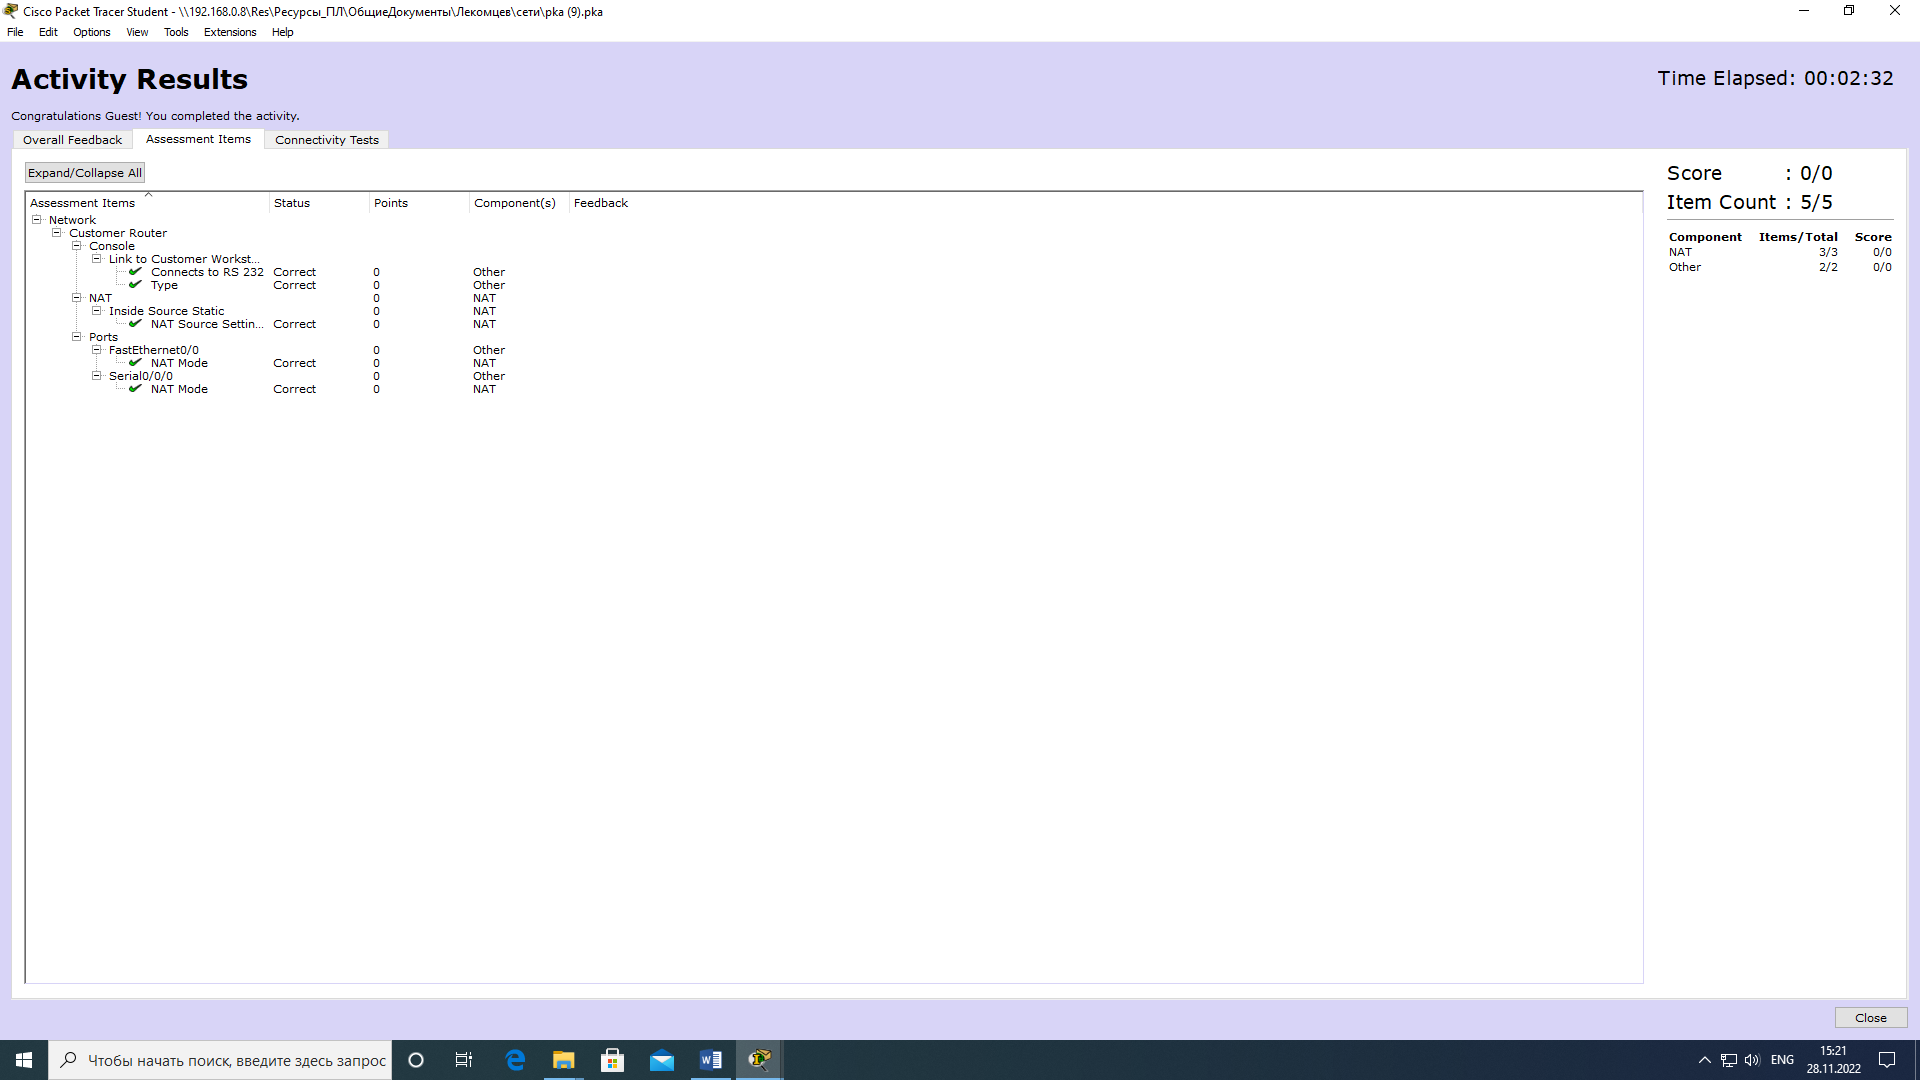 Cisco Packet Tracer Student - \\192.168.0.8\Res\Ресурсы_ПЛ\ОбщиеДокументы\Лекомцев\сети\pka (9).pka
File Edit Options View Tools Extensions Help
Activity Results
Time Elapsed: 00:02:32
Congratulations Guest! You completed the activity.
Overall Feedback Assessment Items Connectivity Tests
Expand/Collapse All
Assessment Items Status Points Component(s) Feedback
Network
Customer Router
Console
Link to Customer Workst...
Connects to RS 232 Correct 0 Other
Type Correct 0 Other
NAT 0 NAT
Inside Source Static 0 NAT
NAT Source Settin... Correct 0 NAT
Ports
FastEthernet0/0 0 Other
NAT Mode Correct 0 NAT
Serial0/0/0 0 Other
NAT Mode Correct 0 NAT
Score : 0/0
Item Count : 5/5
Component Items/Total Score
NAT 3/3 0/0
Other 2/2 0/0
Close
Чтобы начать поиск, введите здесь запрос
ENG
15:21
28.11.2022